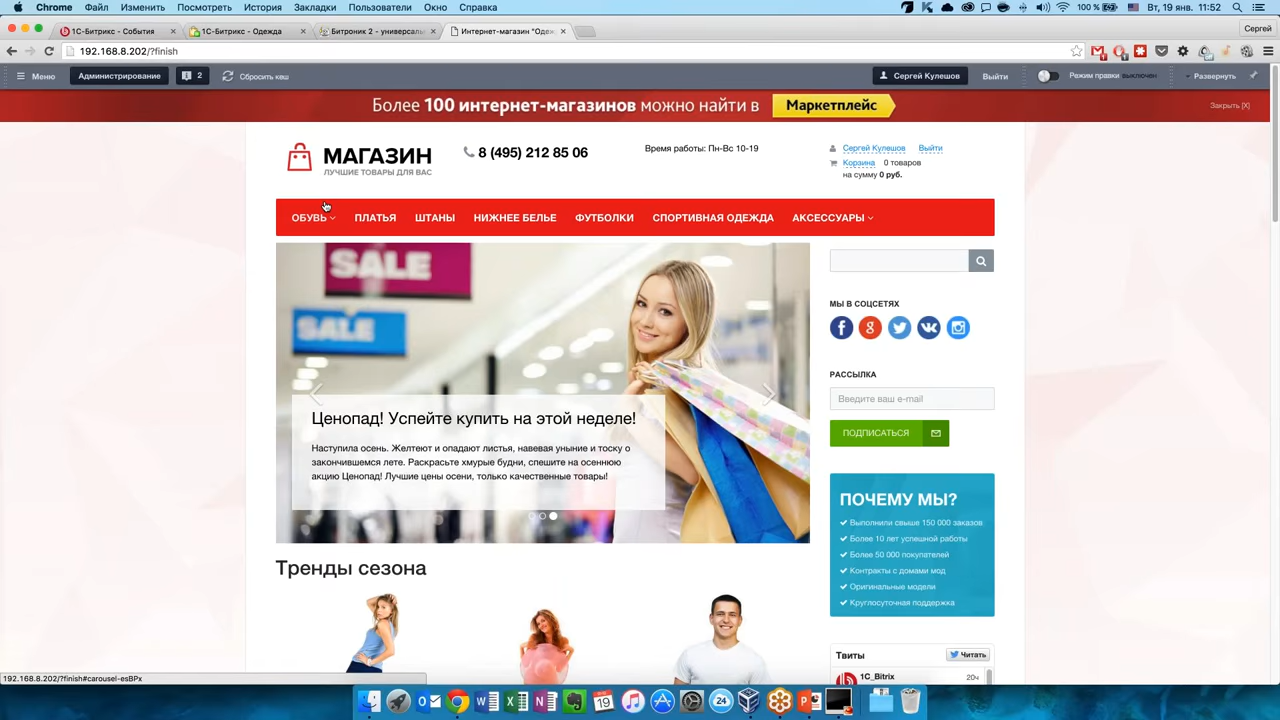 Chrome Файл Изменить Посмотреть История Закладки Пользователи Окно Справка 100 % Вт, 19 янв. 11:52
1С-Битрикс - События 1С-Битрикс - Одежда Битроник 2 - универсаль Интернет-магазин "Оде Сергей
192.168.8.202/?finish
Меню Администрирование 2 Сбросить кеш Сергей Кулешов Выйти Режим правки выключен Развернуть
Более 100 интернет-магазинов можно найти в Маркетплейс Закрыть [X]
МАГАЗИН
ЛУЧШИЕ ТОВАРЫ ДЛЯ ВАС
8 (495) 212 85 06
Время работы: Пн-Вс 10-19
Сергей Кулешов Выйти
Корзина 0 товаров
на сумму 0 руб.
ОБУВЬ ПЛАТЬЯ ШТАНЫ НИЖНЕЕ БЕЛЬЕ ФУТБОЛКИ СПОРТИВНАЯ ОДЕЖДА АКСЕССУАРЫ
SALE
SALE
Ценопад! Успейте купить на этой неделе!
Наступила осень. Желтеют и опадают листья, навевая уныние и тоску о
закончившемся лете. Раскрасьте хмурые будни, спешите на осеннюю
акцию Ценопад! Лучшие цены осени, только качественные товары!
Тренды сезона
МЫ В СОЦСЕТЯХ
РАССЫЛКА
Введите ваш e-mail
ПОДПИСАТЬСЯ
ПОЧЕМУ МЫ?
Выполнили свыше 150 000 заказов
Более 10 лет успешной работы
Более 50 000 покупателей
Контракты с домами мод
Оригинальные модели
Круглосуточная поддержка
Твиты Читать
1C_Bitrix 20ч
192.168.8.202/?finish#carousel-esBPx